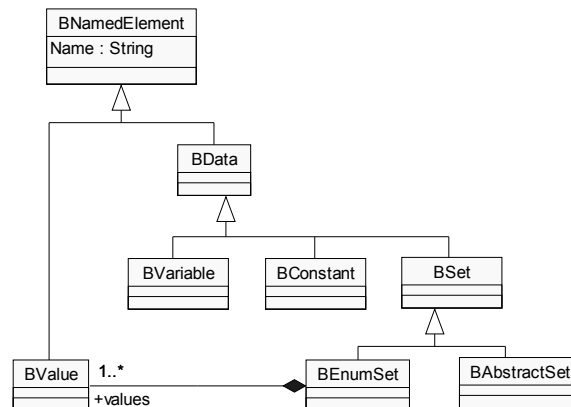 BNamedElement
Name : String
BData
BVariable
BConstant
BSet
BValue
1..*
+values
BEnumSet
BAbstractSet